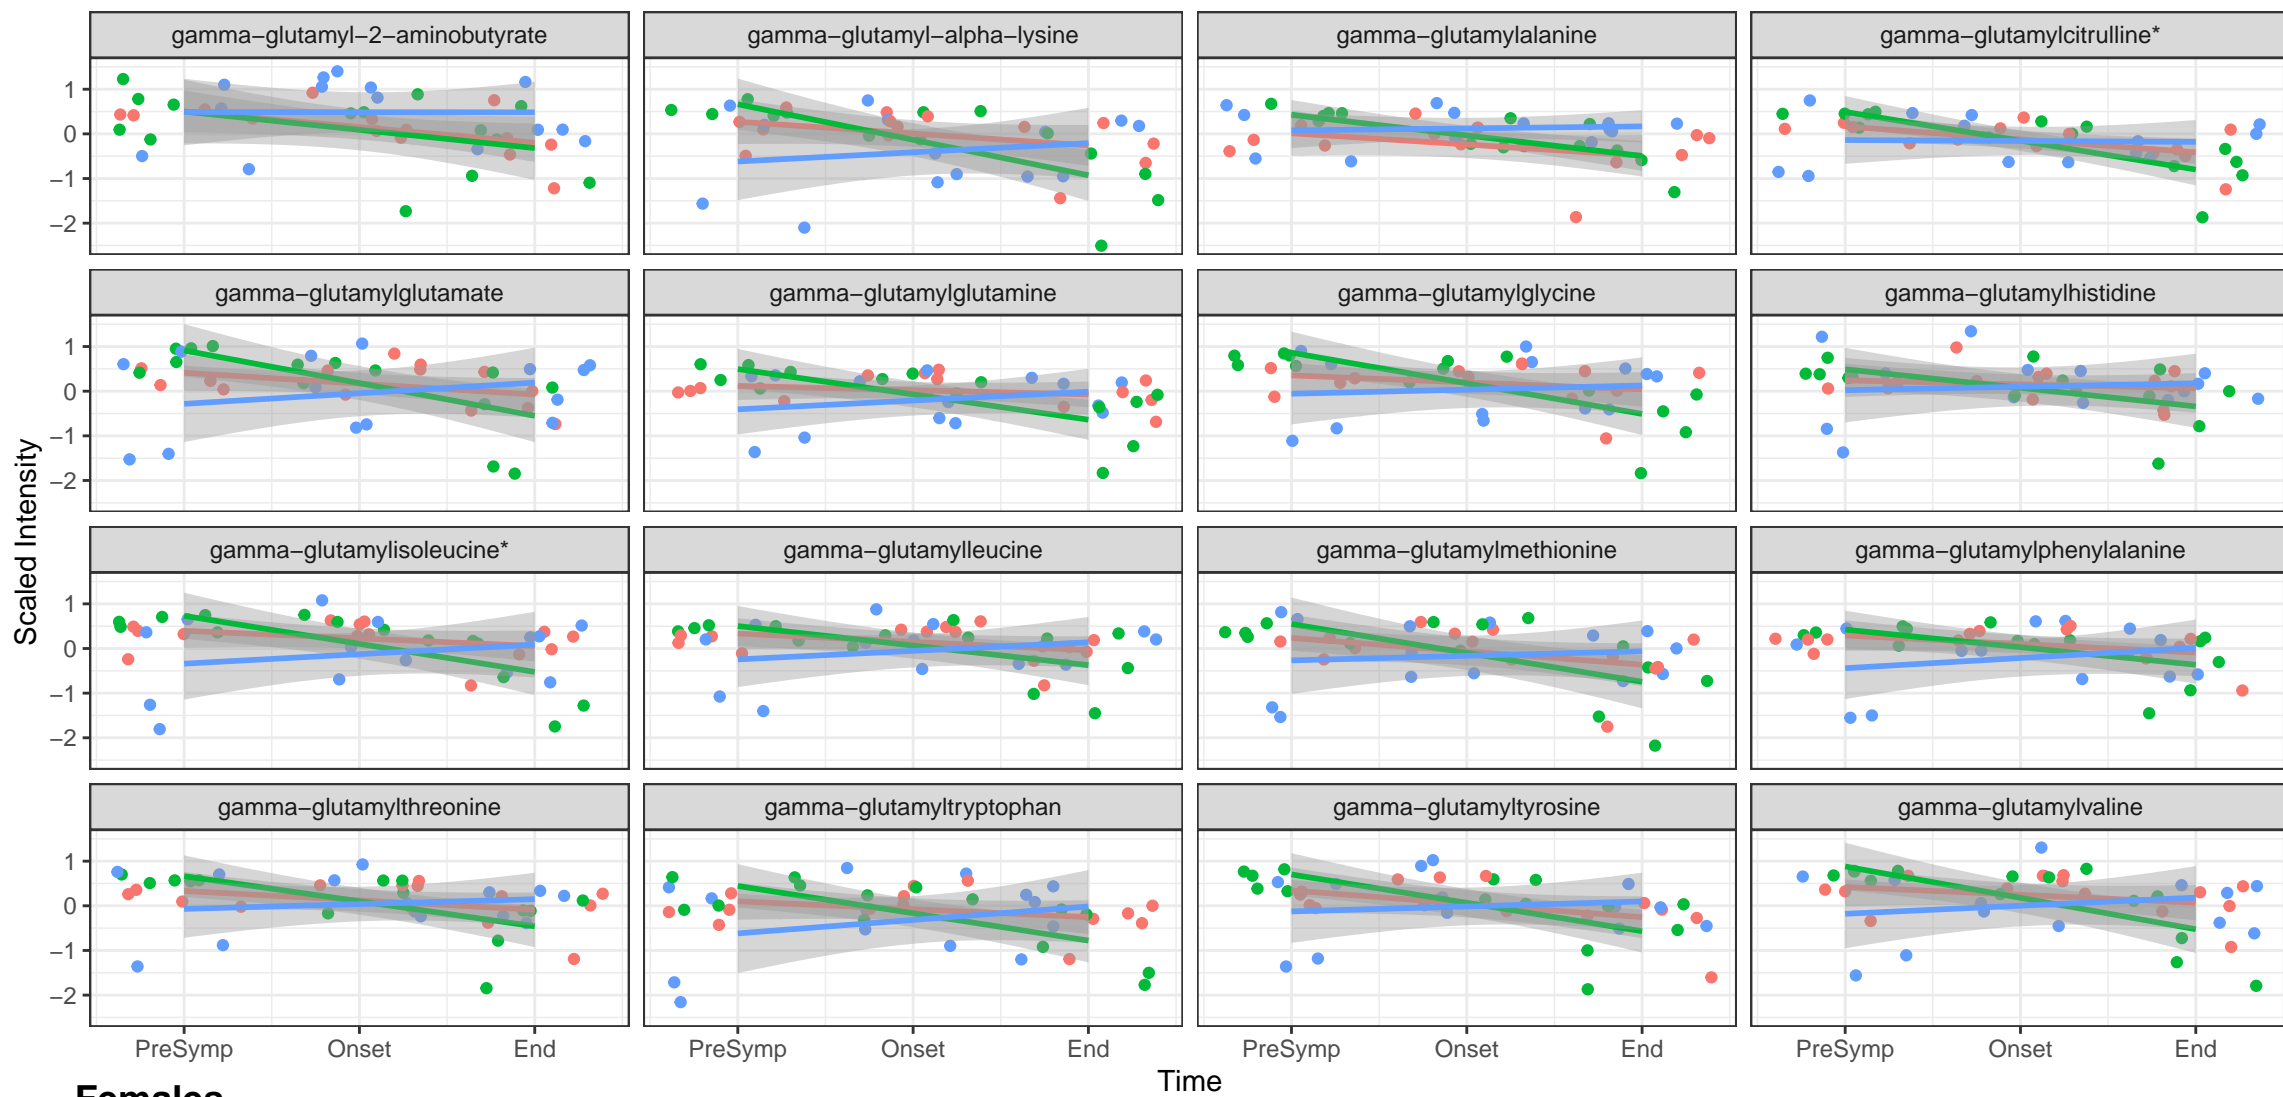 gamma−glutamyl−2−aminobutyrate gamma−glutamyl−alpha−lysine gamma−glutamylalanine gamma−glutamylcitrulline*
1
0
−1
−2
gamma−glutamylglutamate gamma−glutamylglutamine gamma−glutamylglycine gamma−glutamylhistidine
1
0
−1
−2
Scaled Intensity
gamma−glutamylisoleucine* gamma−glutamylleucine gamma−glutamylmethionine gamma−glutamylphenylalanine
1
0
−1
−2
gamma−glutamylthreonine gamma−glutamyltryptophan gamma−glutamyltyrosine gamma−glutamylvaline
1
0
−1
−2
PreSymp Onset End PreSymp Onset End PreSymp Onset End PreSymp Onset End
Time
Females